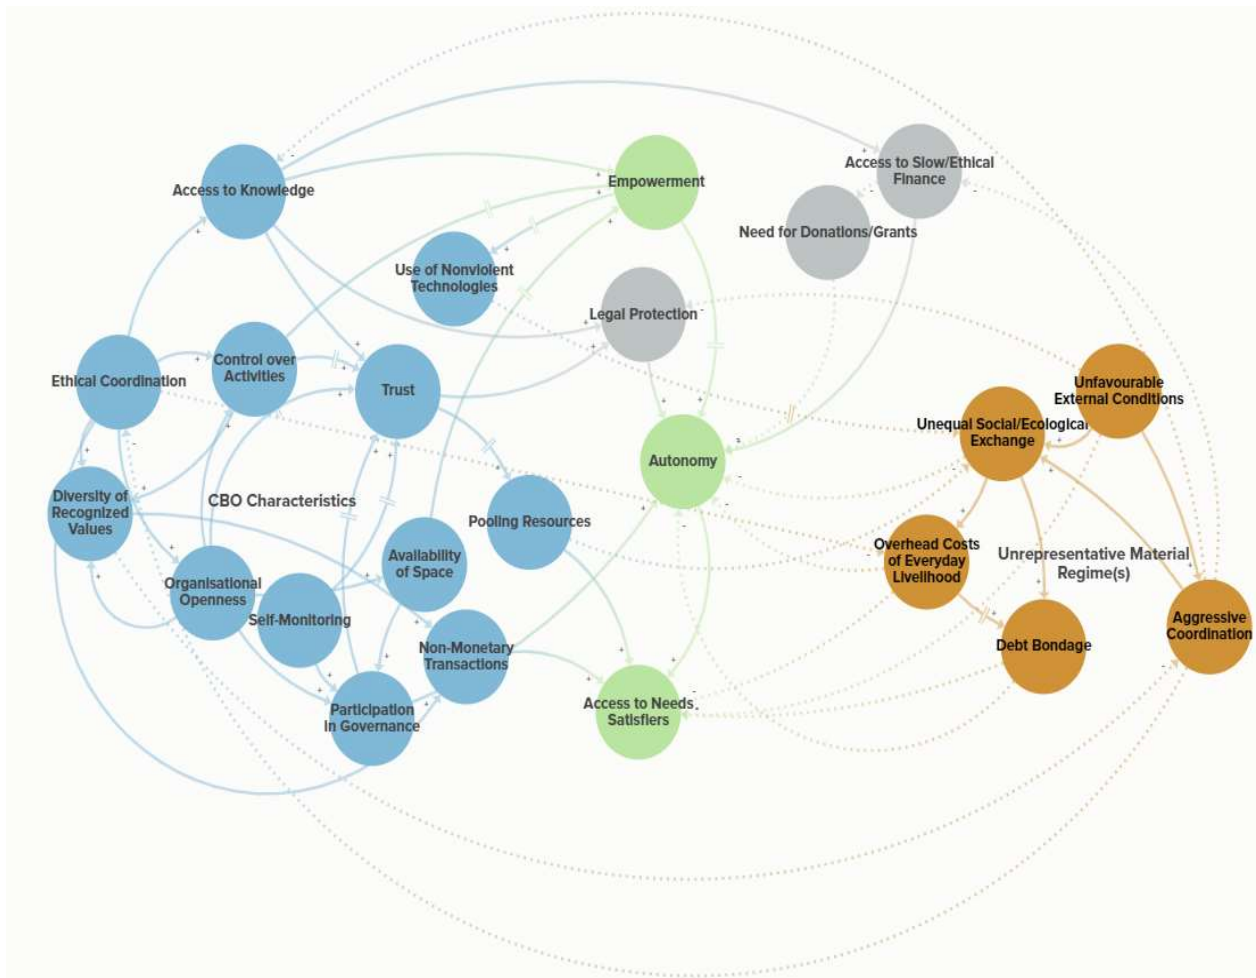 Access to Knowledge
Empowerment
Access to Slow/Ethical
Finance
Need for Donations/Grants
Use of Nonviolent
Technologies
Legal Protection
Ethical Coordination
Control over
Activities
Trust
Unfavourable
External Conditions
Unequal Social/Ecological
Exchange
Autonomy
Diversity of
Recognized
Values
CBO Characteristics
Pooling Resources
Availability
of Space
Overhead Costs
of Everyday
Livelihood
Unrepresentative Material
Regime(s)
Organisational
Openness
Self-Monitoring
Non-Monetary
Transactions
Debt Bondage
Aggressive
Coordination
Participation
in Governance
Access to Needs
Satisfiers